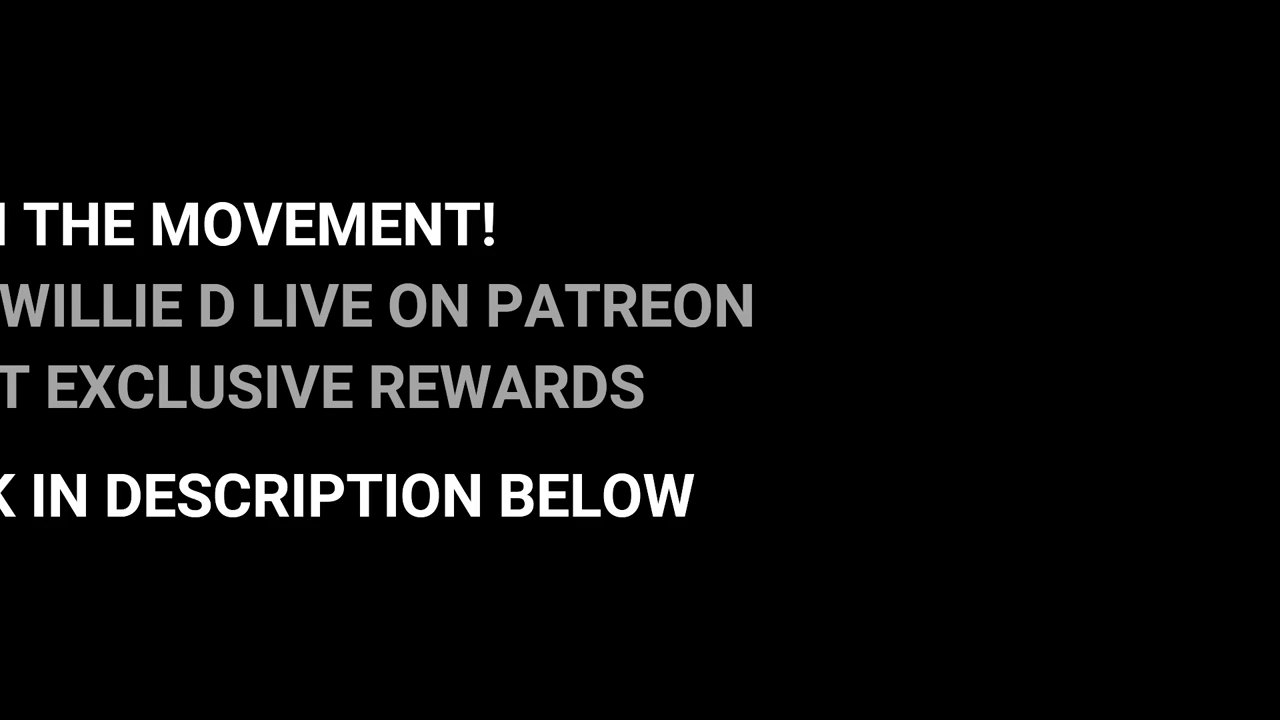 THE MOVEMENT!
WILLIE D LIVE ON PATREON
EXCLUSIVE REWARDS
IN DESCRIPTION BELOW